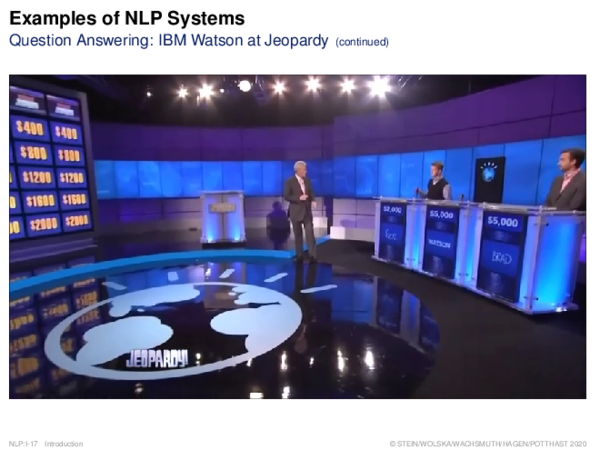 Examples of NLP Systems
Question Answering: IBM Watson at Jeopardy (continued)
$400 $400
$800 $800
$1200 $1200
$1600 $1600
$2000 $2000
$2,000 $5,000 $5,000
WATSON BRAD
JEOPARDY!
NLP:I-17 Introduction
© STEIN/WOLSKA/WACHSMUTH/HAGEN/POTTHAST 2020